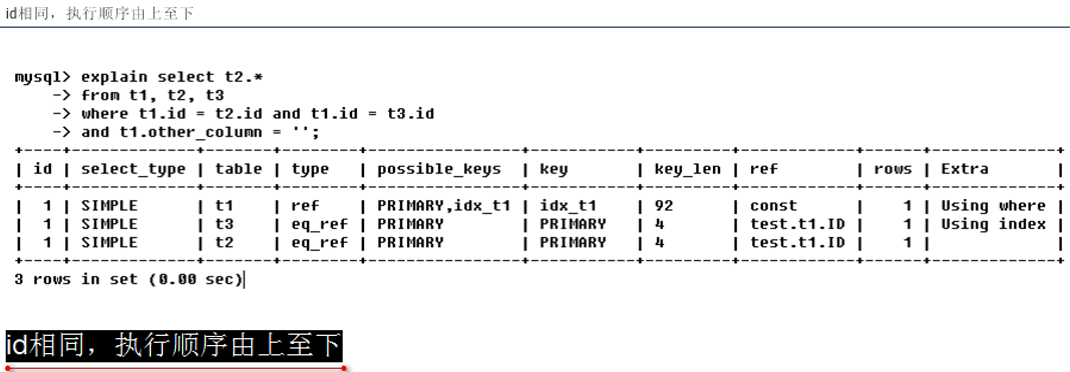 id相同，执行顺序由上至下
mysql> explain select t2.*
    -> from t1, t2, t3
    -> where t1.id = t2.id and t1.id = t3.id
    -> and t1.other_column = '';
+----+-------------+-------+--------+----------------+---------+---------+------------+------+-------------+
| id | select_type | table | type   | possible_keys  | key     | key_len | ref        | rows | Extra       |
+----+-------------+-------+--------+----------------+---------+---------+------------+------+-------------+
|  1 | SIMPLE      | t1    | ref    | PRIMARY,idx_t1 | idx_t1  | 92      | const      |    1 | Using where |
|  1 | SIMPLE      | t3    | eq_ref | PRIMARY        | PRIMARY | 4       | test.t1.ID |    1 | Using index |
|  1 | SIMPLE      | t2    | eq_ref | PRIMARY        | PRIMARY | 4       | test.t1.ID |    1 |             |
+----+-------------+-------+--------+----------------+---------+---------+------------+------+-------------+
3 rows in set (0.00 sec)
id相同，执行顺序由上至下